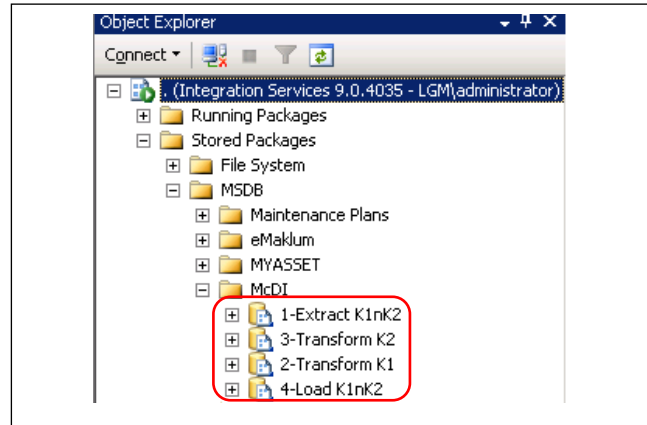 Object Explorer
Connect
. (Integration Services 9.0.4035 - LGM\administrator)
Running Packages
Stored Packages
File System
MSDB
Maintenance Plans
eMaklum
MYASSET
McDI
1-Extract K1nK2
3-Transform K2
2-Transform K1
4-Load K1nK2